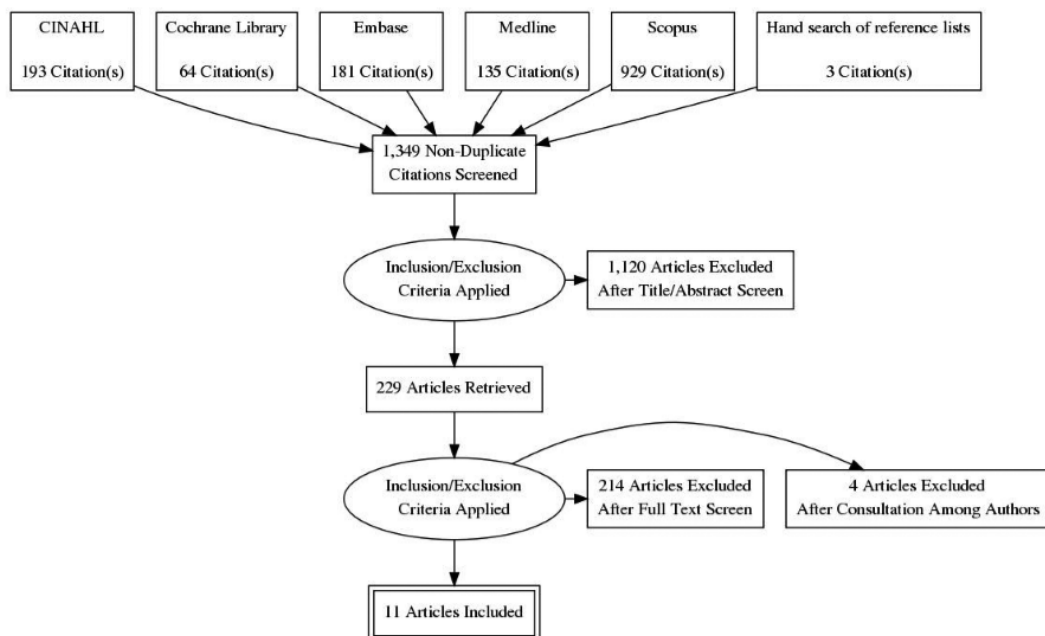 CINAHL
193 Citation(s)
Cochrane Library
64 Citation(s)
Embase
181 Citation(s)
Medline
135 Citation(s)
Scopus
929 Citation(s)
Hand search of reference lists
3 Citation(s)
1,349 Non-Duplicate
Citations Screened
Inclusion/Exclusion
Criteria Applied
1,120 Articles Excluded
After Title/Abstract Screen
229 Articles Retrieved
Inclusion/Exclusion
Criteria Applied
214 Articles Excluded
After Full Text Screen
4 Articles Excluded
After Consultation Among Authors
11 Articles Included